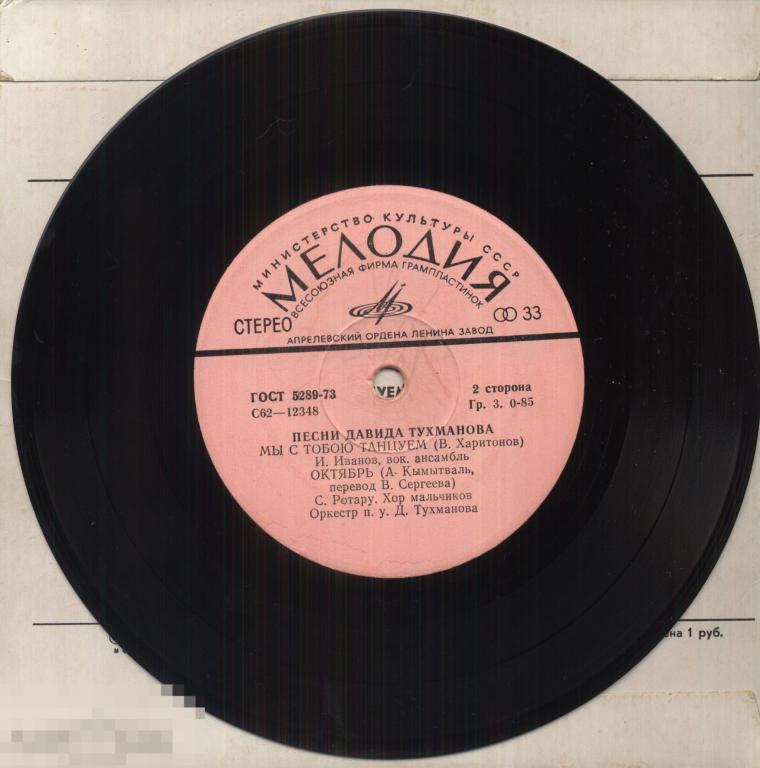 МИНИСТЕРСТВО КУЛЬТУРЫ СССР
МЕЛОДИЯ
ВСЕСОЮЗНАЯ ФИРМА ГРАМПЛАСТИНОК
СТЕРЕО
33
АПРЕЛЕВСКИЙ ОРДЕНА ЛЕНИНА ЗАВОД
ГОСТ 5289-73
2 сторона
С62—12348
Гр. 3. 0-85
ПЕСНИ ДАВИДА ТУХМАНОВА
МЫ С ТОБОЮ ТАНЦУЕМ (В. Харитонов)
И. Иванов, вок. ансамбль
ОКТЯБРЬ (А. Кымытваль,
перевод В. Сергеева)
С. Ротару. Хор мальчиков
Оркестр п. у. Д. Тухманова
1 руб.